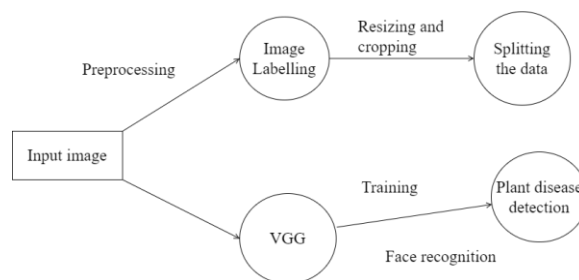 Preprocessing
Image
Labelling
Resizing and
cropping
Splitting
the data
Input image
VGG
Training
Face recognition
Plant disease
detection